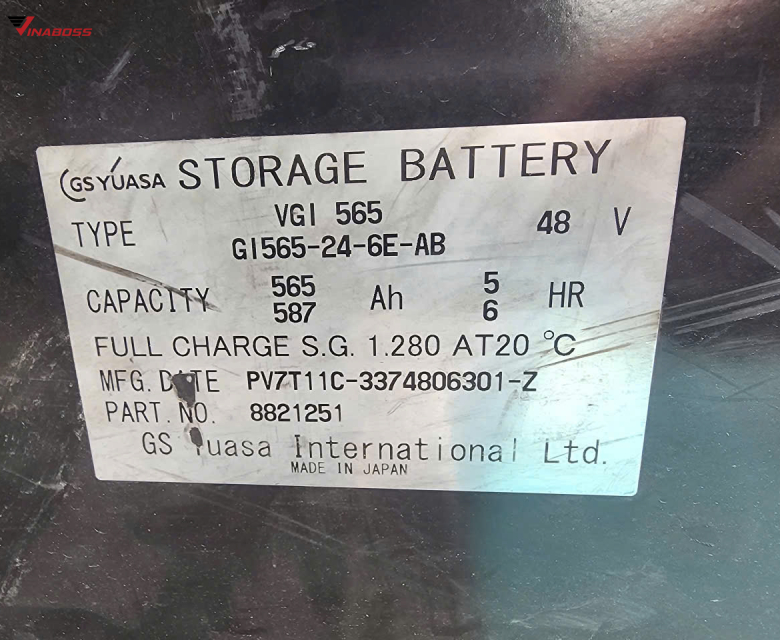 VINABOSS
GS YUASA STORAGE BATTERY
TYPE VGI 565 48 V
GI565-24-6E-AB
CAPACITY 565 Ah 5 HR
587 6
FULL CHARGE S.G. 1.280 AT20 ℃
MFG. DATE PV7T11C-3374806301-Z
PART. NO. 8821251
GS Yuasa International Ltd.
MADE IN JAPAN